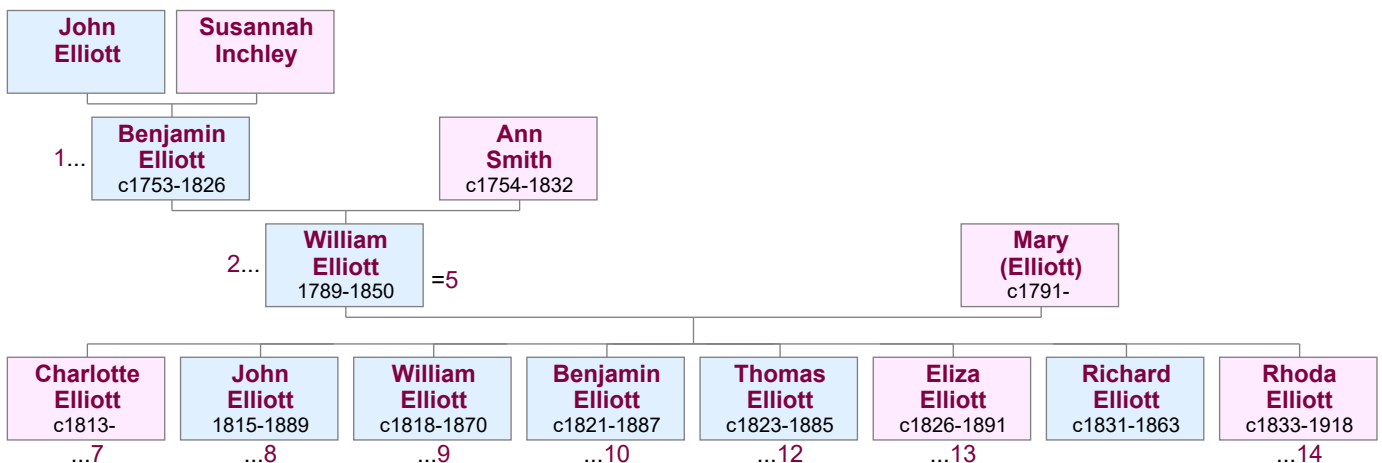 John
Elliott
Susannah
Inchley
1...
Benjamin
Elliott
c1753-1826
Ann
Smith
c1754-1832
2...
William
Elliott
1789-1850
=5
Mary
(Elliott)
c1791-
Charlotte
Elliott
c1813-
...7
John
Elliott
1815-1889
...8
William
Elliott
c1818-1870
...9
Benjamin
Elliott
c1821-1887
...10
Thomas
Elliott
c1823-1885
...12
Eliza
Elliott
c1826-1891
...13
Richard
Elliott
c1831-1863
Rhoda
Elliott
c1833-1918
...14